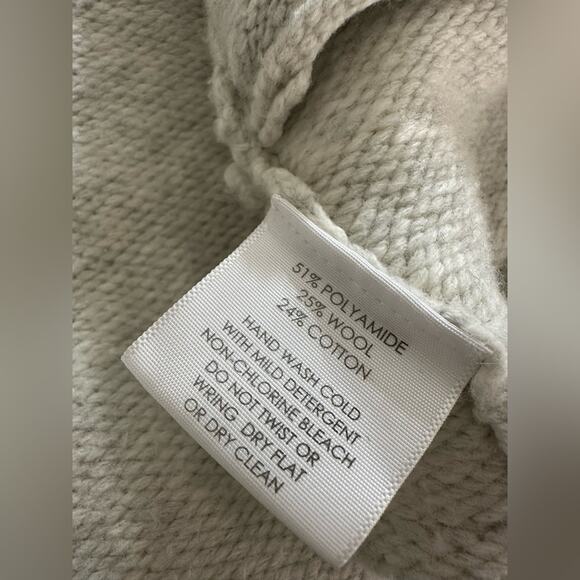 51% POLYAMIDE
25% WOOL
24% COTTON
HAND WASH COLD
WITH MILD DETERGENT
NON-CHLORINE BLEACH
DO NOT TWIST OR
WRING DRY FLAT
OR DRY CLEAN